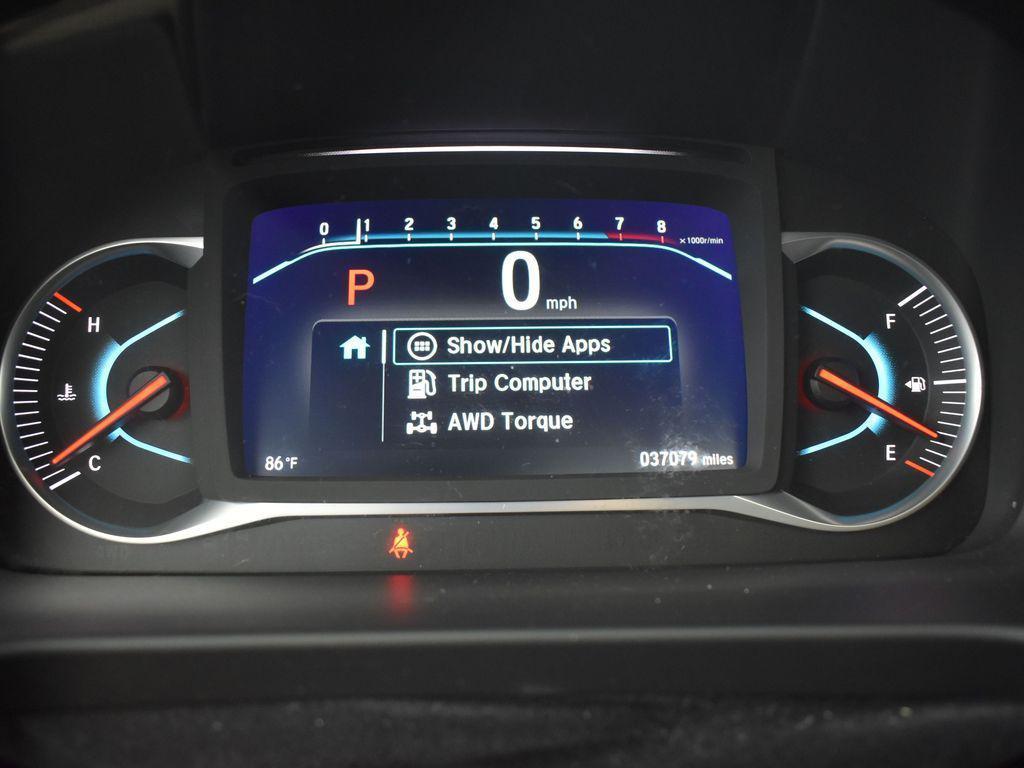 0 1 2 3 4 5 6 7 8 ×1000r/min
P 0 mph
H
C
Show/Hide Apps
Trip Computer
AWD Torque
86°F
037079 miles
F
E